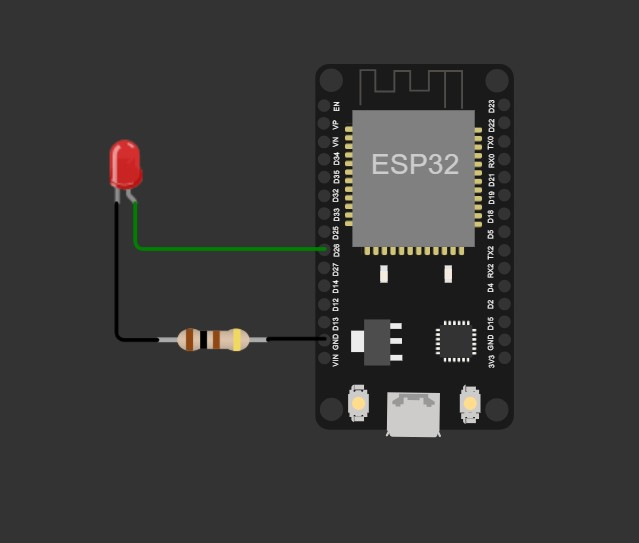 ESP32
EN
VP
VN
D34
D35
D32
D33
D25
D26
D27
D14
D12
D13
GND
VIN
D23
D22
TX0
RX0
D21
D19
D18
D5
TX2
RX2
D4
D2
D15
GND
3V3